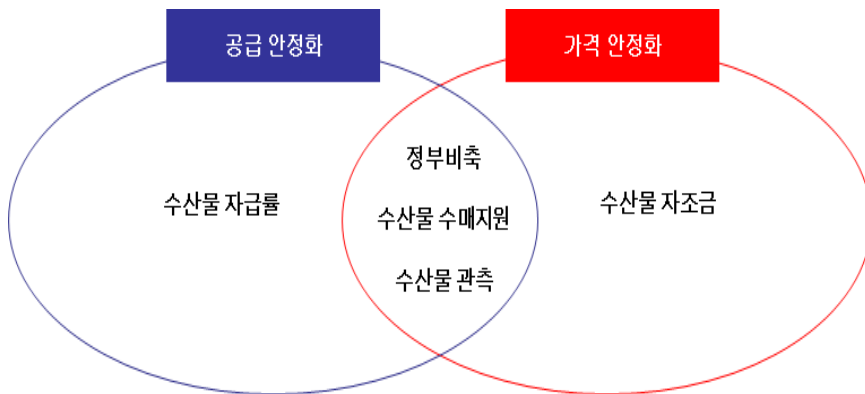 공급 안정화
가격 안정화
정부비축
수산물 자급률
수산물 수매지원
수산물 자조금
수산물 관측